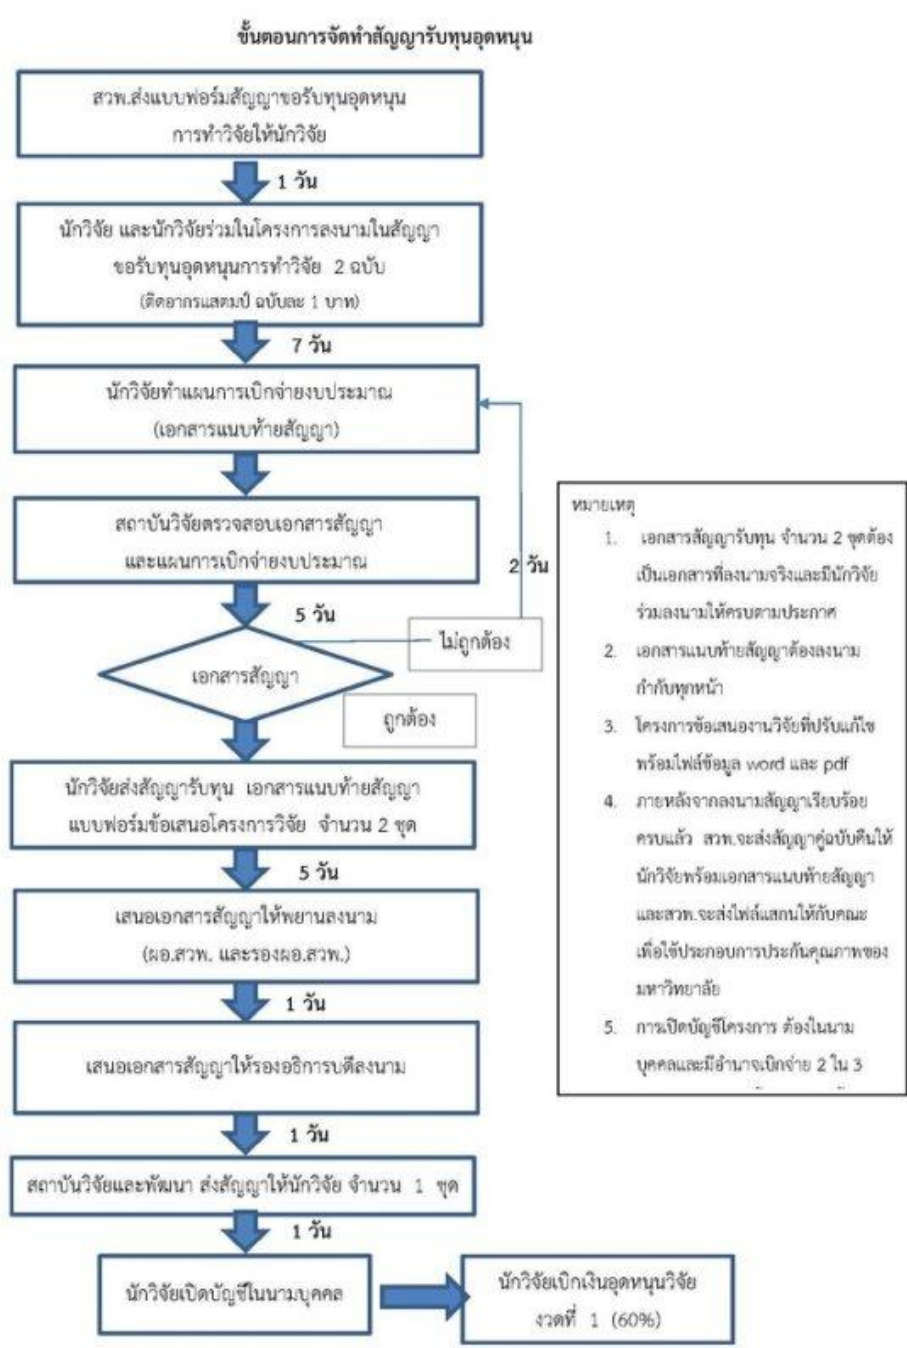 ขั้นตอนการจัดทำสัญญารับทุนอุดหนุน
สวพ.ส่งแบบฟอร์มสัญญาขอรับทุนอุดหนุน
การทำวิจัยให้นักวิจัย
1 วัน
นักวิจัย และนักวิจัยร่วมในโครงการลงนามในสัญญา
ขอรับทุนอุดหนุนการทำวิจัย 2 ฉบับ
(ติดอากรแสตมป์ ฉบับละ 1 บาท)
7 วัน
นักวิจัยทำแผนการเบิกจ่ายงบประมาณ
(เอกสารแนบท้ายสัญญา)
สถาบันวิจัยตรวจสอบเอกสารสัญญา
และแผนการเบิกจ่ายงบประมาณ
2 วัน
5 วัน
ไม่ถูกต้อง
เอกสารสัญญา
ถูกต้อง
นักวิจัยส่งสัญญารับทุน เอกสารแนบท้ายสัญญา
แบบฟอร์มข้อเสนอโครงการวิจัย จำนวน 2 ชุด
5 วัน
เสนอเอกสารสัญญาให้พยานลงนาม
(ผอ.สวพ. และรองผอ.สวพ.)
1 วัน
เสนอเอกสารสัญญาให้รองอธิการบดีลงนาม
1 วัน
สถาบันวิจัยและพัฒนา ส่งสัญญาให้นักวิจัย จำนวน 1 ชุด
1 วัน
นักวิจัยเปิดบัญชีในนามบุคคล
นักวิจัยเบิกเงินอุดหนุนวิจัย
งวดที่ 1 (60%)
หมายเหตุ
1. เอกสารสัญญารับทุน จำนวน 2 ชุดต้อง
เป็นเอกสารที่ลงนามจริงและมีนักวิจัย
ร่วมลงนามให้ครบตามประกาศ
2. เอกสารแนบท้ายสัญญาต้องลงนาม
กำกับทุกหน้า
3. โครงการข้อเสนองานวิจัยที่ปรับแก้ไข
พร้อมไฟล์ข้อมูล word และ pdf
4. ภายหลังจากลงนามสัญญาเรียบร้อย
ครบแล้ว สวพ.จะส่งสัญญาคู่ฉบับคืนให้
นักวิจัยพร้อมเอกสารแนบท้ายสัญญา
และสวพ.จะส่งไฟล์แสกนให้กับคณะ
เพื่อใช้ประกอบการประกันคุณภาพของ
มหาวิทยาลัย
5. การเปิดบัญชีโครงการ ต้องในนาม
บุคคลและมีอำนาจเบิกจ่าย 2 ใน 3